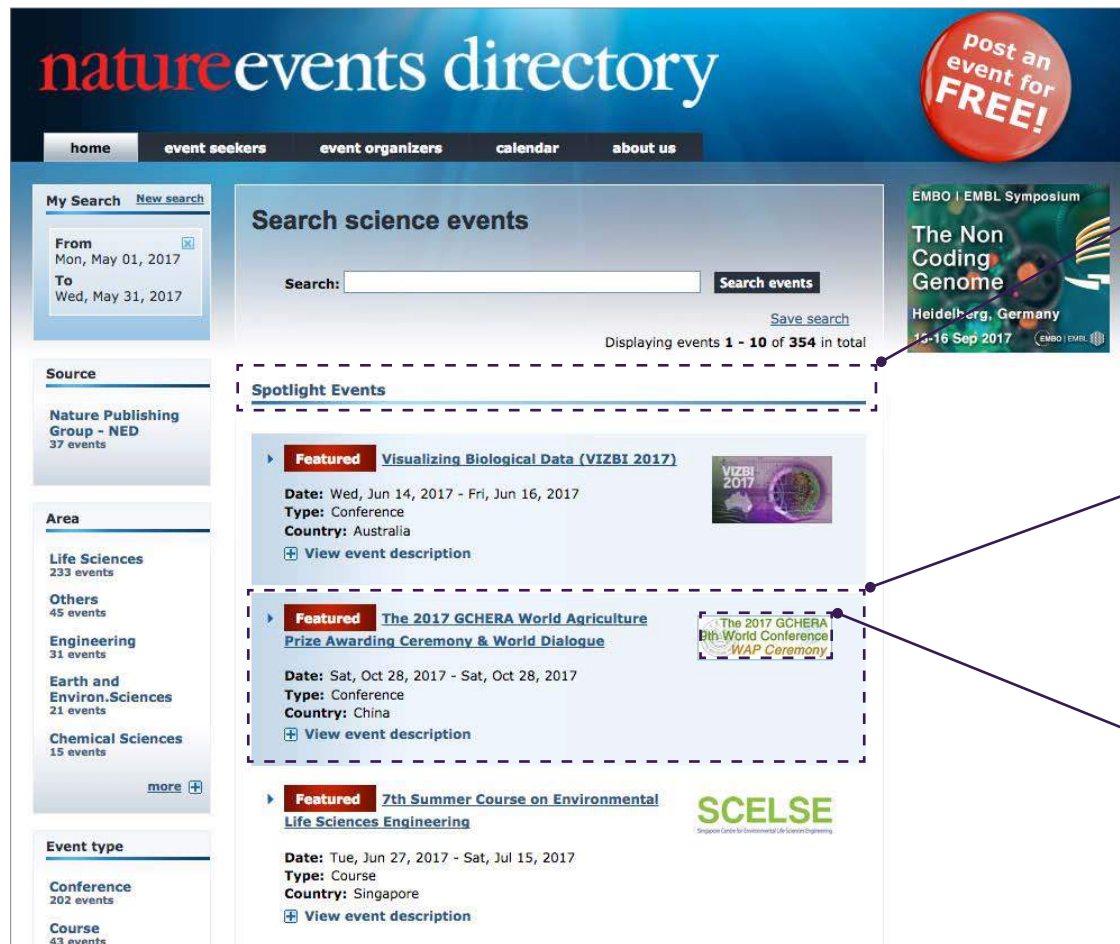 natureevents directory
post an
event for
FREE!
home event seekers event organizers calendar about us
My Search New search
From
Mon, May 01, 2017
To
Wed, May 31, 2017
Source
Nature Publishing
Group - NED
37 events
Area
Life Sciences
233 events
Others
45 events
Engineering
31 events
Earth and
Environ.Sciences
21 events
Chemical Sciences
15 events
more
Event type
Conference
202 events
Course
43 events
Search science events
Search: Search events
Save search
Displaying events 1 - 10 of 354 in total
Spotlight Events
Featured Visualizing Biological Data (VIZBI 2017)
Date: Wed, Jun 14, 2017 - Fri, Jun 16, 2017
Type: Conference
Country: Australia
View event description
VIZBI
2017
Featured The 2017 GCHERA World Agriculture
Prize Awarding Ceremony & World Dialogue
Date: Sat, Oct 28, 2017 - Sat, Oct 28, 2017
Type: Conference
Country: China
View event description
The 2017 GCHERA
9th World Conference
WAP Ceremony
Featured 7th Summer Course on Environmental
Life Sciences Engineering
Date: Tue, Jun 27, 2017 - Sat, Jul 15, 2017
Type: Course
Country: Singapore
View event description
SCELSE
Singapore Centre for Environmental Life Sciences Engineering
EMBO | EMBL Symposium
The Non
Coding
Genome
Heidelberg, Germany
-16 Sep 2017
EMBO | EMBL